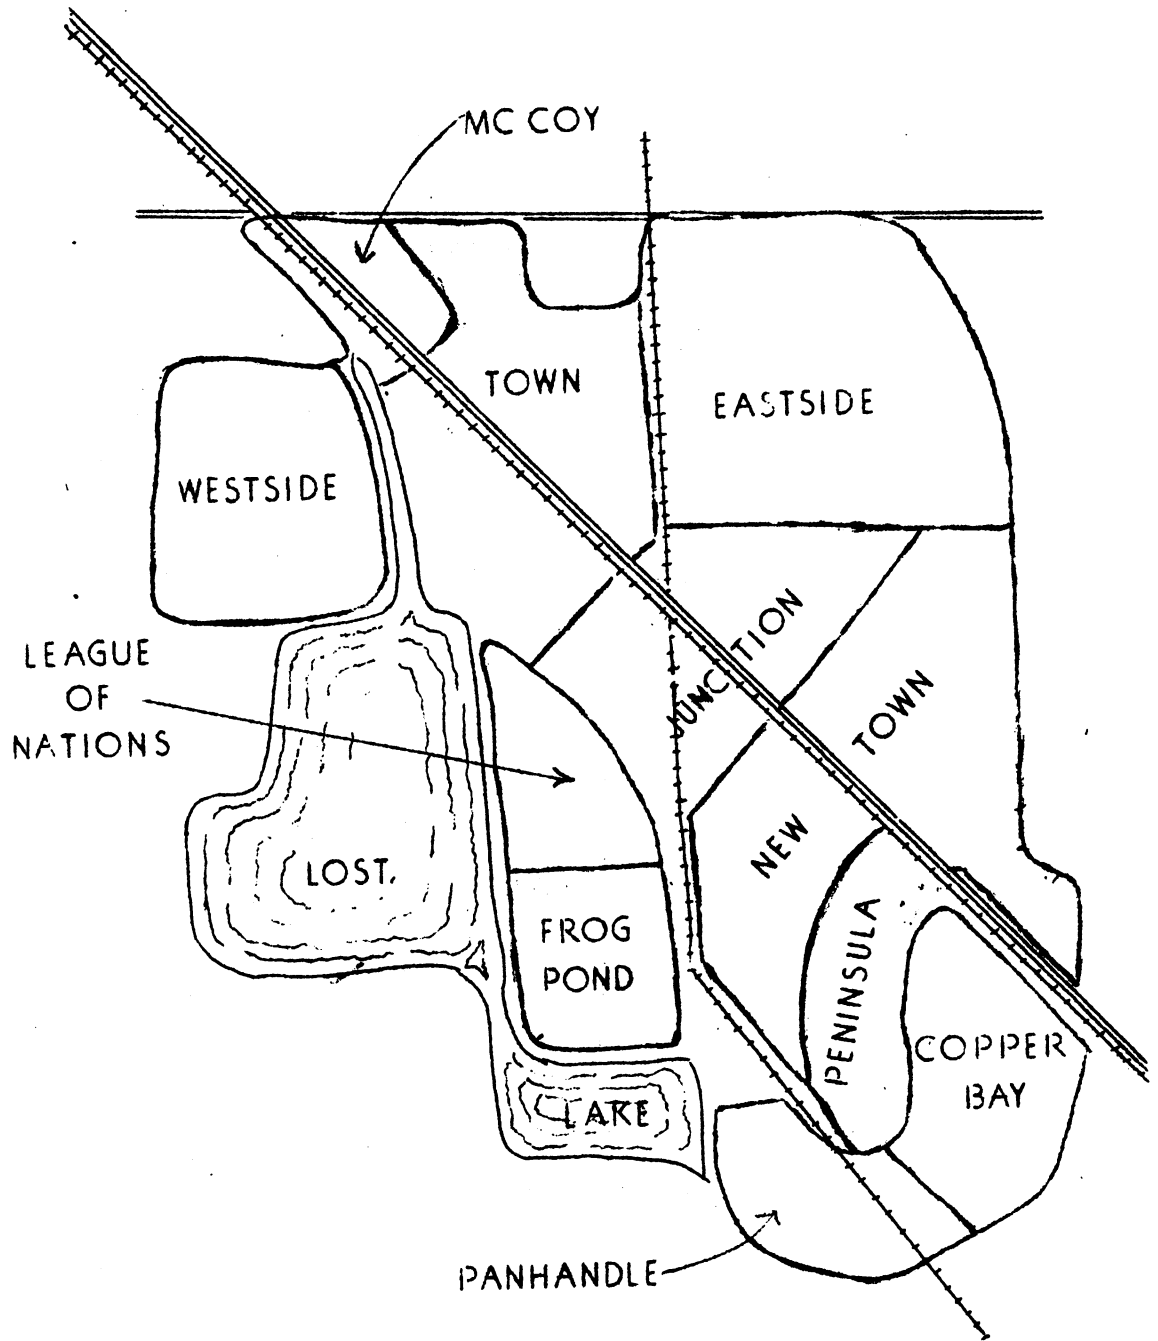 MC COY
TOWN
EASTSIDE
WESTSIDE
LEAGUE
OF
NATIONS
JUNCTION
TOWN
NEW
LOST
FROG
POND
PENINSULA
COPPER
BAY
LAKE
PANHANDLE